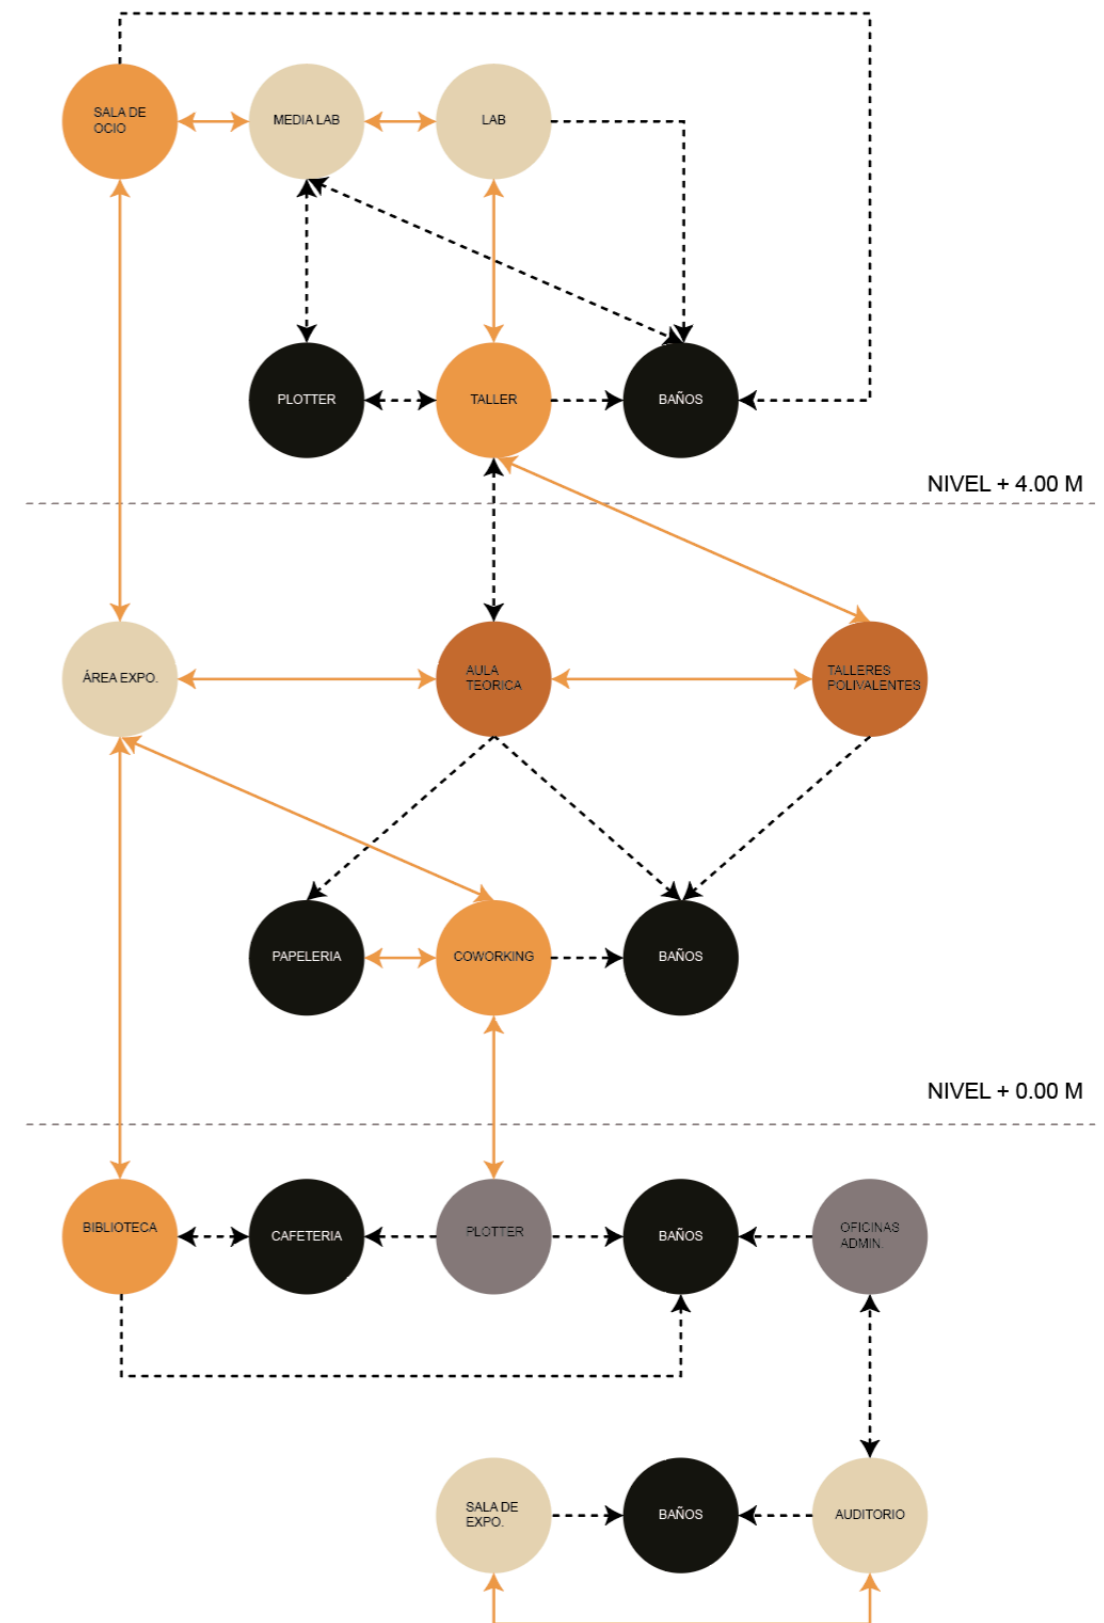 SALA DE
OCIO
MEDIA LAB
LAB
PLOTTER
TALLER
BAÑOS
NIVEL + 4.00 M
ÁREA EXPO.
AULA
TEORICA
TALLERES
POLIVALENTES
PAPELERIA
COWORKING
BAÑOS
NIVEL + 0.00 M
BIBLIOTECA
CAFETERIA
PLOTTER
BAÑOS
OFICINAS
ADMIN.
SALA DE
EXPO.
BAÑOS
AUDITORIO